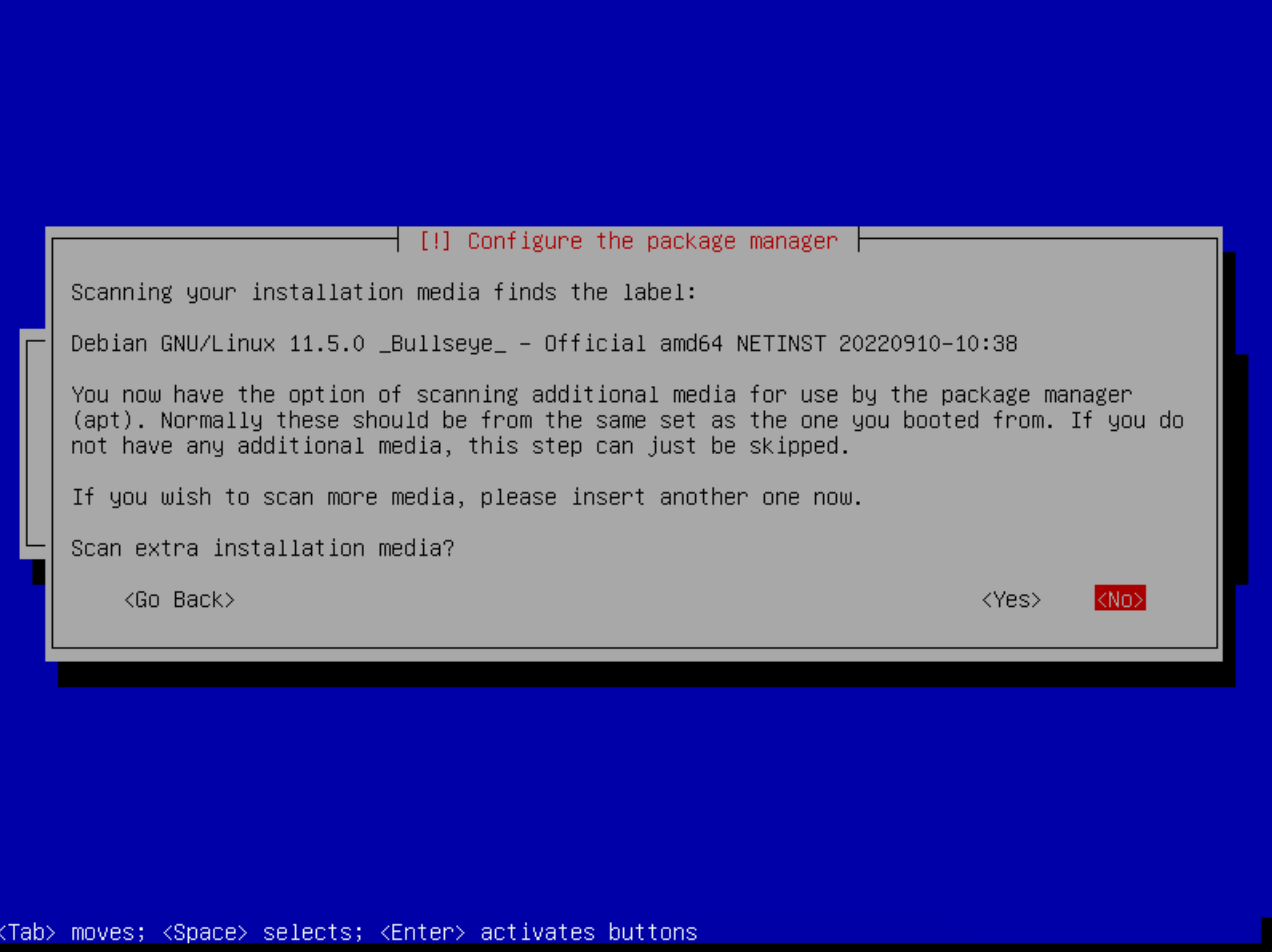 [!] Configure the package manager
Scanning your installation media finds the label:
Debian GNU/Linux 11.5.0 _Bullseye_ - Official amd64 NETINST 20220910-10:38
You now have the option of scanning additional media for use by the package manager
(apt). Normally these should be from the same set as the one you booted from. If you do
not have any additional media, this step can just be skipped.
If you wish to scan more media, please insert another one now.
Scan extra installation media?
<Go Back> <Yes> <No>
<Tab> moves; <Space> selects; <Enter> activates buttons